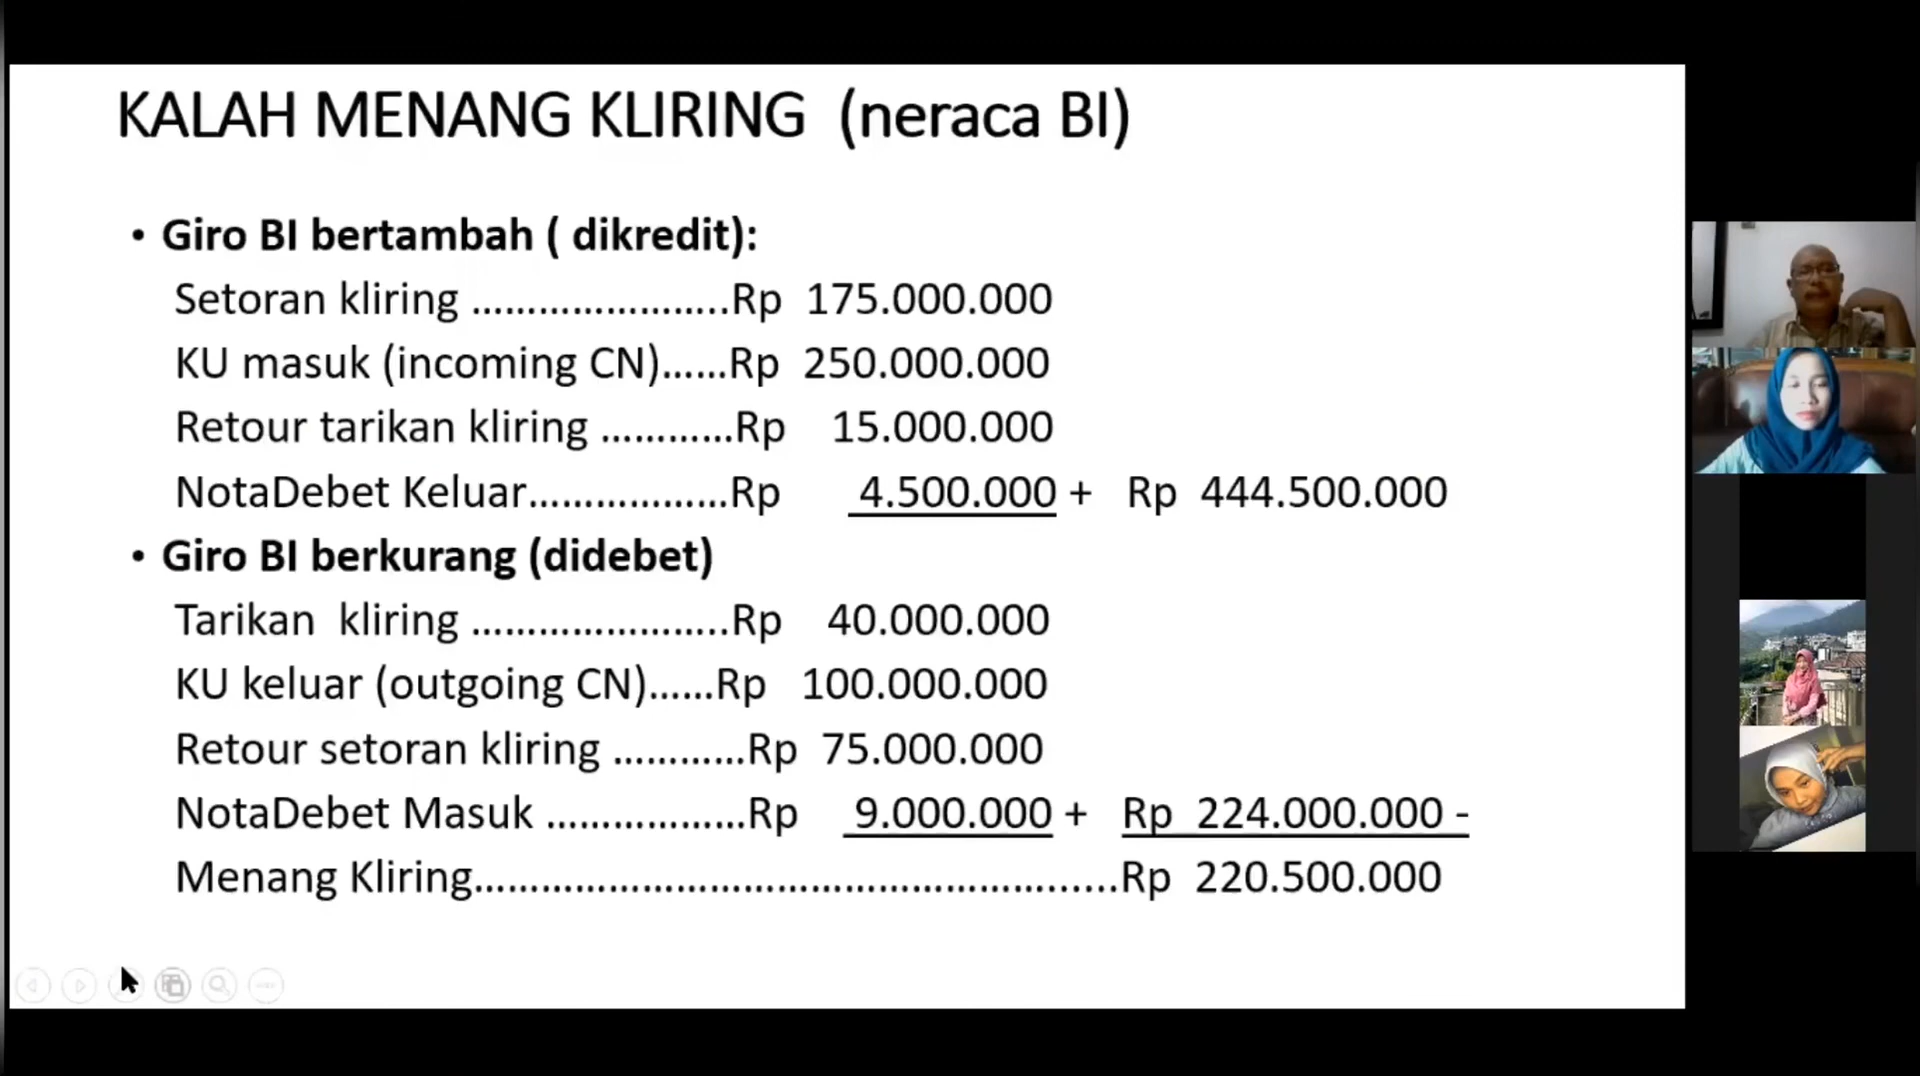 KALAH MENANG KLIRING (neraca BI)
• Giro BI bertambah ( dikredit):
Setoran kliring ........................Rp 175.000.000
KU masuk (incoming CN)......Rp 250.000.000
Retour tarikan kliring ............Rp 15.000.000
NotaDebet Keluar..................Rp 4.500.000 + Rp 444.500.000
• Giro BI berkurang (didebet)
Tarikan kliring ........................Rp 40.000.000
KU keluar (outgoing CN)......Rp 100.000.000
Retour setoran kliring ............Rp 75.000.000
NotaDebet Masuk ..................Rp 9.000.000 + Rp 224.000.000 -
Menang Kliring..........................................................Rp 220.500.000